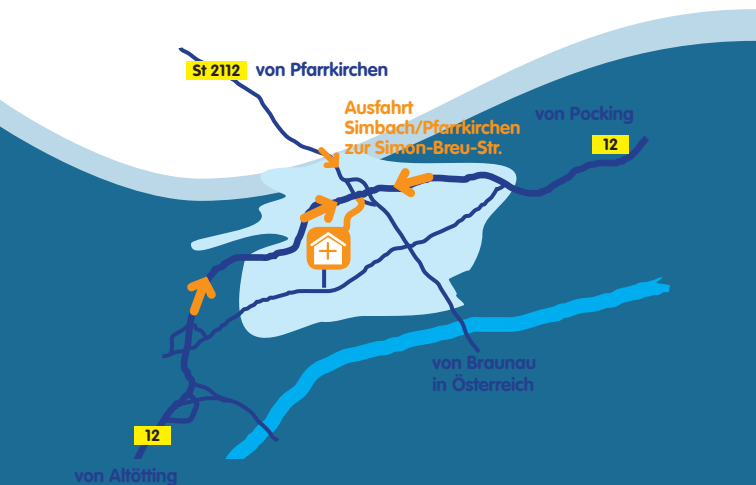 St 2112 von Pfarrkirchen
Ausfahrt
Simbach/Pfarrkirchen
zur Simon-Breu-Str.
von Pocking
12
von Braunau
in Österreich
12
von Altötting